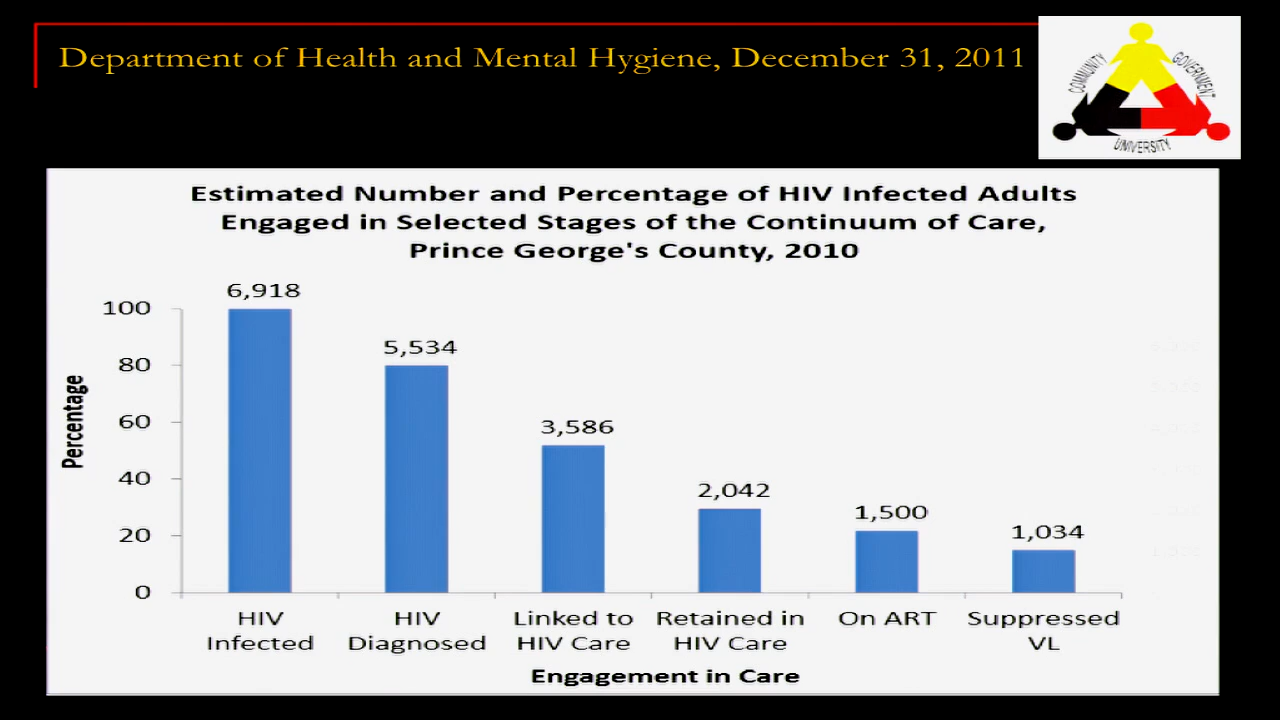 Department of Health and Mental Hygiene, December 31, 2011
COMMUNITY
GOVERNMENT
UNIVERSITY
Estimated Number and Percentage of HIV Infected Adults
Engaged in Selected Stages of the Continuum of Care,
Prince George's County, 2010
Percentage
100
80
60
40
20
0
6,918
5,534
3,586
2,042
1,500
1,034
HIV Infected
HIV Diagnosed
Linked to HIV Care
Retained in HIV Care
On ART
Suppressed VL
Engagement in Care